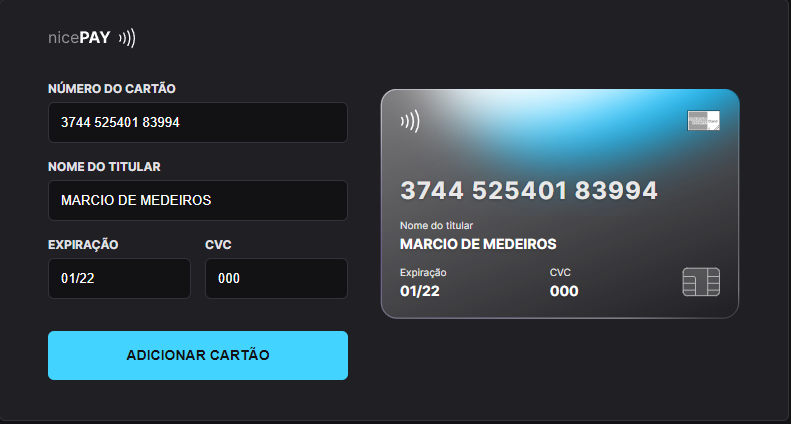 nicePAY
NÚMERO DO CARTÃO
3744 525401 83994
NOME DO TITULAR
MARCIO DE MEDEIROS
EXPIRAÇÃO CVC
01/22 000
ADICIONAR CARTÃO
3744 525401 83994
Nome do titular
MARCIO DE MEDEIROS
Expiração CVC
01/22 000